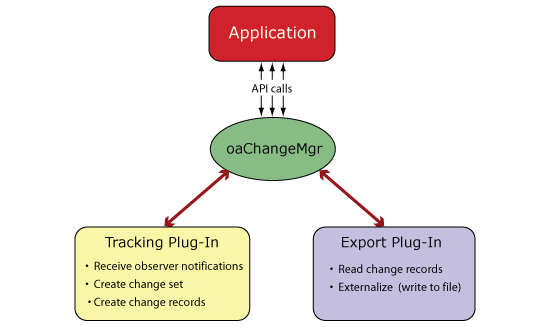 Application
API calls
oaChangeMgr
Tracking Plug-In
• Receive observer notifications
• Create change set
• Create change records
Export Plug-In
• Read change records
• Externalize (write to file)